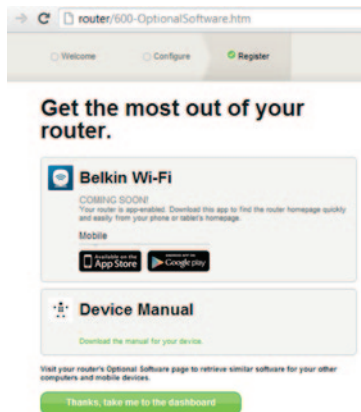 router/600-OptionalSoftware.htm
Welcome
Configure
Register
Get the most out of your
router.
Belkin Wi-Fi
COMING SOON!
Your router is app-enabled. Download this app to find the router homepage quickly
and easily from your phone or tablet's homepage.
Mobile
Available on the
App Store
Google play
Device Manual
Download the manual for your device.
Visit your router's Optional Software page to retrieve similar software for your other
computers and mobile devices.
Thanks, take me to the dashboard